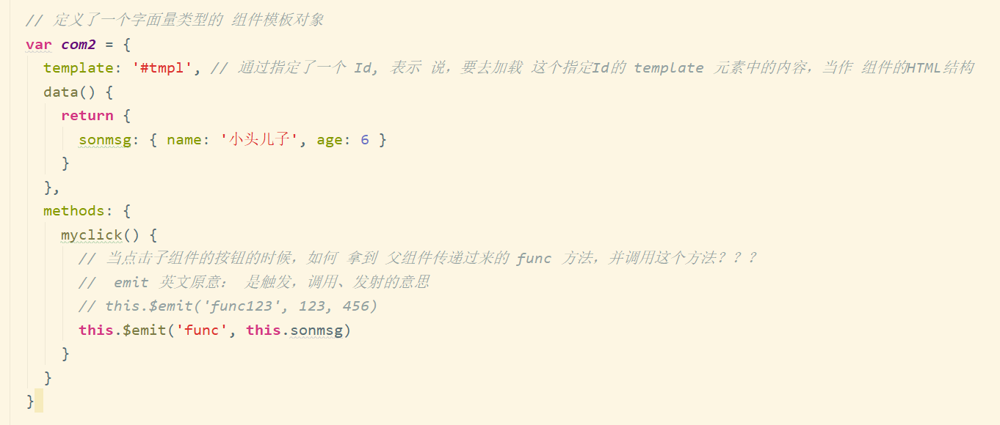 // 定义了一个字面量类型的 组件模板对象
var com2 = {
  template: '#tmpl', // 通过指定了一个 Id, 表示 说，要去加载 这个指定Id的 template 元素中的内容，当作 组件的HTML结构
  data() {
    return {
      sonmsg: { name: '小头儿子', age: 6 }
    }
  },
  methods: {
    myclick() {
      // 当点击子组件的按钮的时候，如何 拿到 父组件传递过来的 func 方法，并调用这个方法？？？
      //  emit 英文原意： 是触发，调用、发射的意思
      // this.$emit('func123', 123, 456)
      this.$emit('func', this.sonmsg)
    }
  }
}